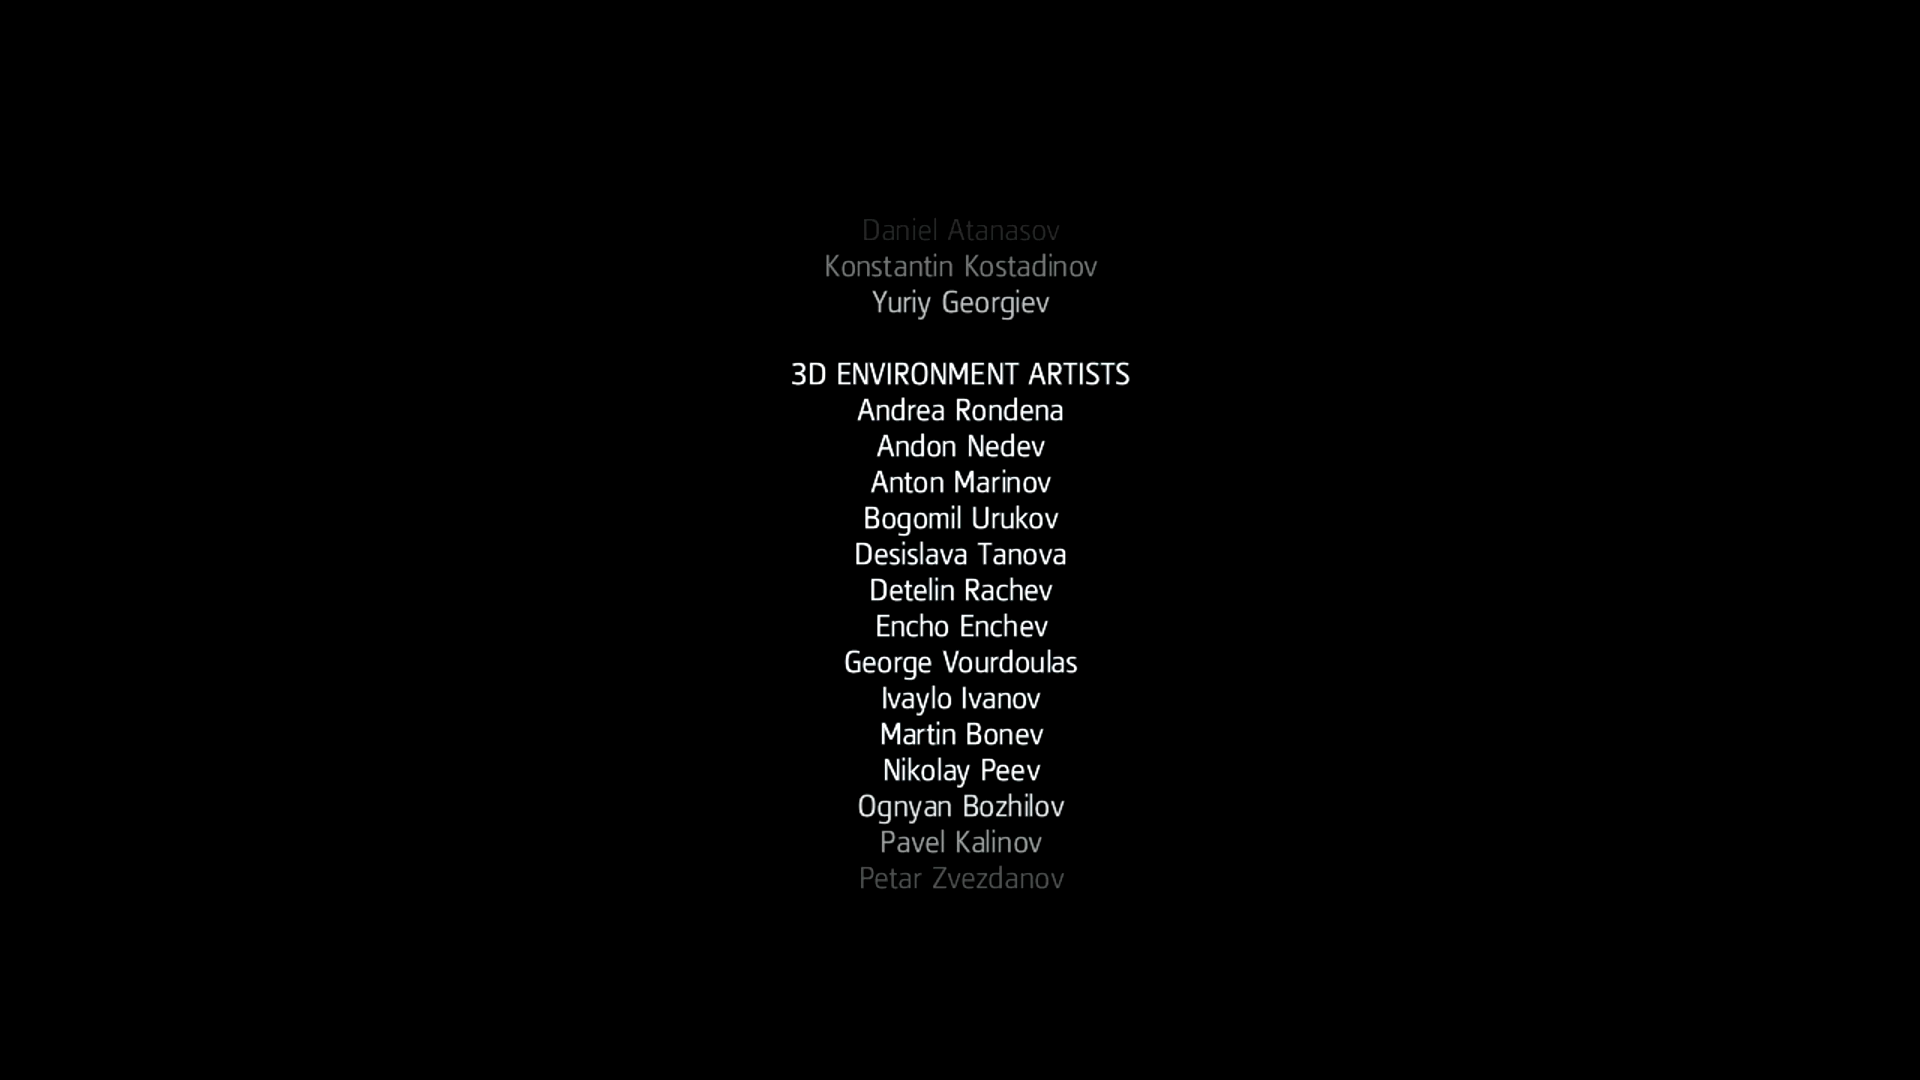 Daniel Atanasov
Konstantin Kostadinov
Yuriy Georgiev
3D ENVIRONMENT ARTISTS
Andrea Rondena
Andon Nedev
Anton Marinov
Bogomil Urukov
Desislava Tanova
Detelin Rachev
Encho Enchev
George Vourdoulas
Ivaylo Ivanov
Martin Bonev
Nikolay Peev
Ognyan Bozhilov
Pavel Kalinov
Petar Zvezdanov